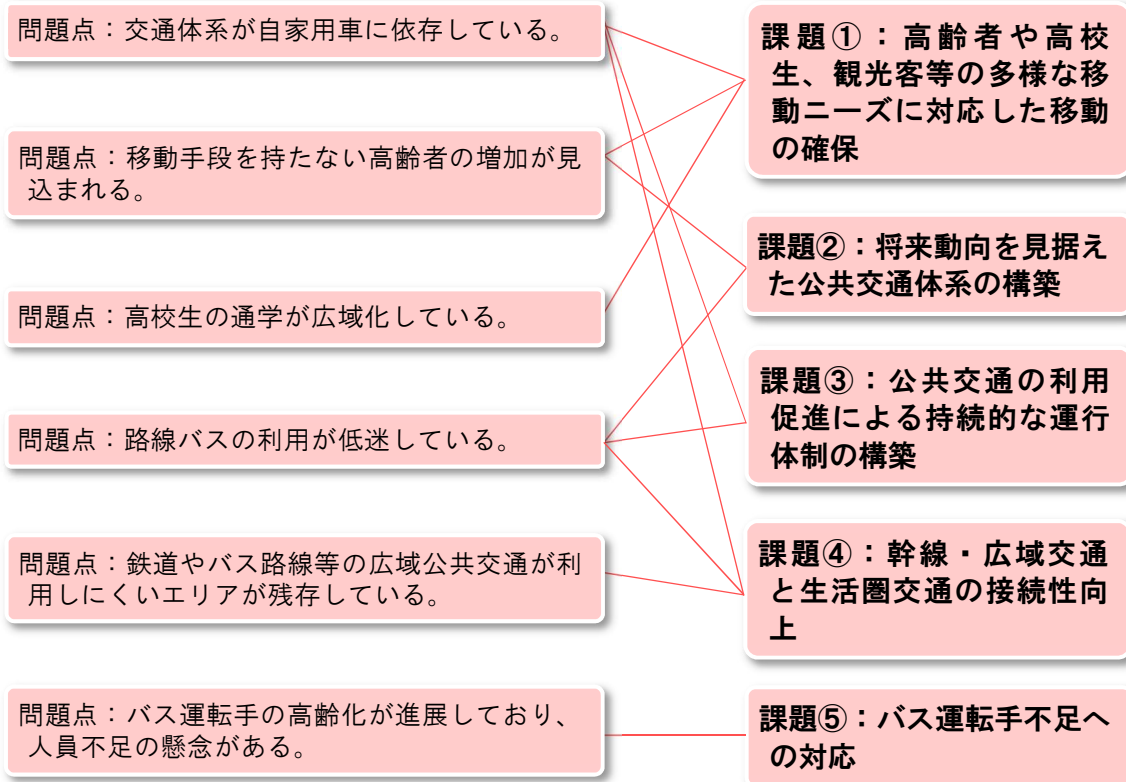 問題点：交通体系が自家用車に依存している。
問題点：移動手段を持たない高齢者の増加が見
込まれる。
問題点：高校生の通学が広域化している。
問題点：路線バスの利用が低迷している。
問題点：鉄道やバス路線等の広域公共交通が利
用しにくいエリアが残存している。
問題点：バス運転手の高齢化が進展しており、
人員不足の懸念がある。
課題①：高齢者や高校
生、観光客等の多様な移
動ニーズに対応した移動
の確保
課題②：将来動向を見据え
た公共交通体系の構築
課題③：公共交通の利用
促進による持続的な運行
体制の構築
課題④：幹線・広域交通
と生活圏交通の接続性向
上
課題⑤：バス運転手不足へ
の対応